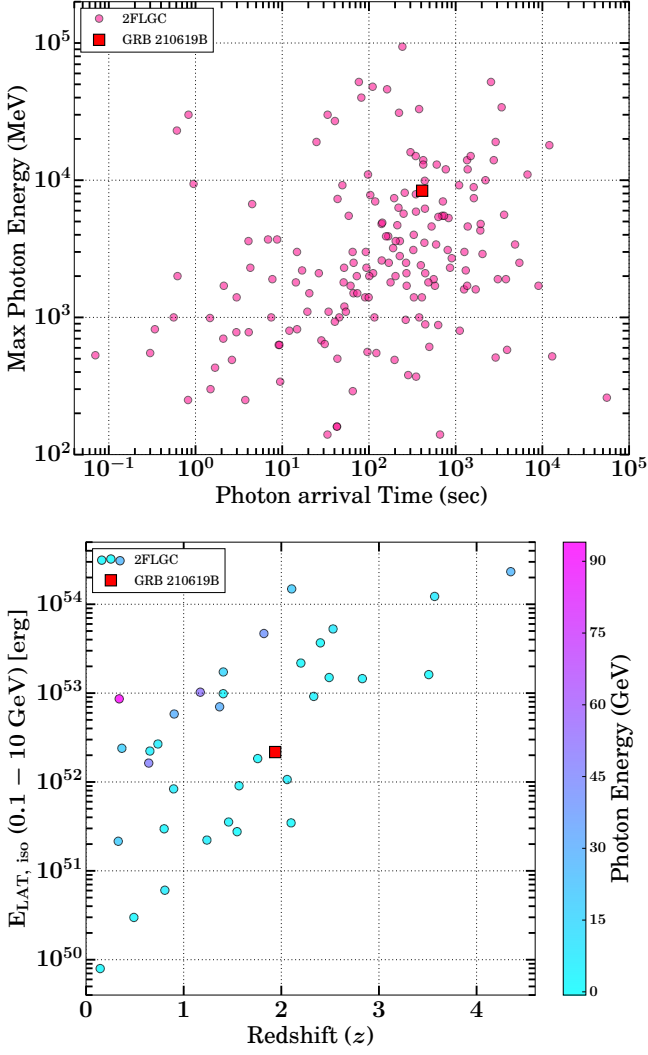 2FLGC
GRB 210619B
10^5
10^4
10^3
10^2
Max Photon Energy (MeV)
10^−1 10^0 10^1 10^2 10^3 10^4 10^5
Photon arrival Time (sec)
2FLGC
GRB 210619B
10^54
10^53
10^52
10^51
10^50
E_LAT, iso (0.1 − 10 GeV) [erg]
0 1 2 3 4
Redshift (z)
90
75
60
45
30
15
0
Photon Energy (GeV)